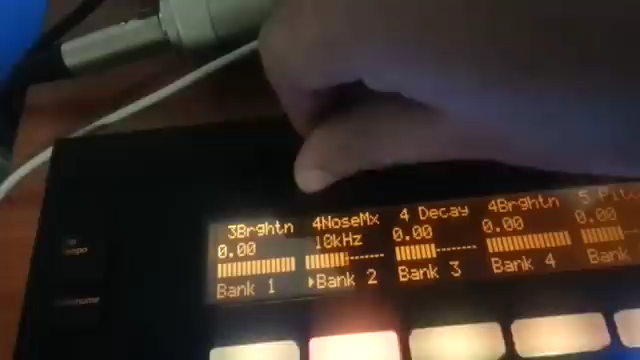 3Brghtn 4NoseMx 4 Decay 4Brghtn
0.00 10kHz 0.00 0.00 0.00
Bank 1 ▸Bank 2 Bank 3 Bank 4 Bank